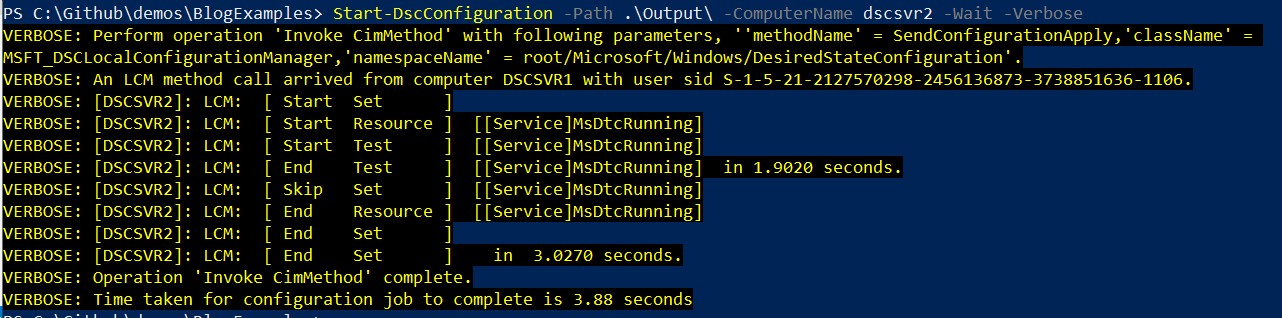 PS C:\Github\demos\BlogExamples> Start-DscConfiguration -Path .\Output\ -ComputerName dscsvr2 -Wait -Verbose
VERBOSE: Perform operation 'Invoke CimMethod' with following parameters, ''methodName' = SendConfigurationApply,'className' =
MSFT_DSCLocalConfigurationManager,'namespaceName' = root/Microsoft/Windows/DesiredStateConfiguration'.
VERBOSE: An LCM method call arrived from computer DSCSVR1 with user sid S-1-5-21-2127570298-2456136873-3738851636-1106.
VERBOSE: [DSCSVR2]: LCM:  [ Start  Set      ]
VERBOSE: [DSCSVR2]: LCM:  [ Start  Resource ]  [[Service]MsDtcRunning]
VERBOSE: [DSCSVR2]: LCM:  [ Start  Test     ]  [[Service]MsDtcRunning]
VERBOSE: [DSCSVR2]: LCM:  [ End    Test     ]  [[Service]MsDtcRunning]  in 1.9020 seconds.
VERBOSE: [DSCSVR2]: LCM:  [ Skip   Set      ]  [[Service]MsDtcRunning]
VERBOSE: [DSCSVR2]: LCM:  [ End    Resource ]  [[Service]MsDtcRunning]
VERBOSE: [DSCSVR2]: LCM:  [ End    Set      ]
VERBOSE: [DSCSVR2]: LCM:  [ End    Set      ]    in  3.0270 seconds.
VERBOSE: Operation 'Invoke CimMethod' complete.
VERBOSE: Time taken for configuration job to complete is 3.88 seconds